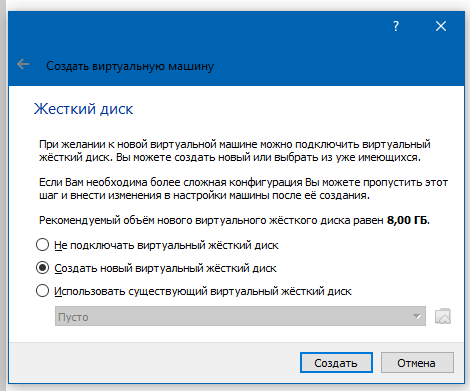 ?
Создать виртуальную машину
Жесткий диск
При желании к новой виртуальной машине можно подключить виртуальный
жёсткий диск. Вы можете создать новый или выбрать из уже имеющихся.
Если Вам необходима более сложная конфигурация Вы можете пропустить этот
шаг и внести изменения в настройки машины после её создания.
Рекомендуемый объём нового виртуального жёсткого диска равен 8,00 ГБ.
Не подключать виртуальный жёсткий диск
Создать новый виртуальный жёсткий диск
Использовать существующий виртуальный жёсткий диск
Пусто
Создать Отмена